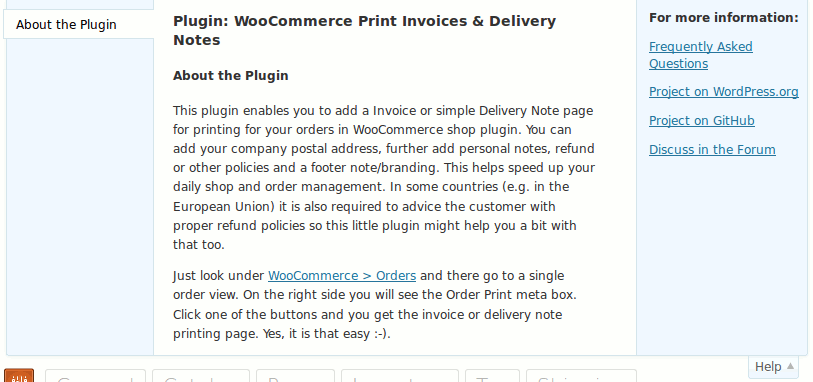 About the Plugin
Plugin: WooCommerce Print Invoices & Delivery
Notes
About the Plugin
This plugin enables you to add a Invoice or simple Delivery Note page
for printing for your orders in WooCommerce shop plugin. You can
add your company postal address, further add personal notes, refund
or other policies and a footer note/branding. This helps speed up your
daily shop and order management. In some countries (e.g. in the
European Union) it is also required to advice the customer with
proper refund policies so this little plugin might help you a bit with
that too.
Just look under WooCommerce > Orders and there go to a single
order view. On the right side you will see the Order Print meta box.
Click one of the buttons and you get the invoice or delivery note
printing page. Yes, it is that easy :-).
For more information:
Frequently Asked
Questions
Project on WordPress.org
Project on GitHub
Discuss in the Forum
Help